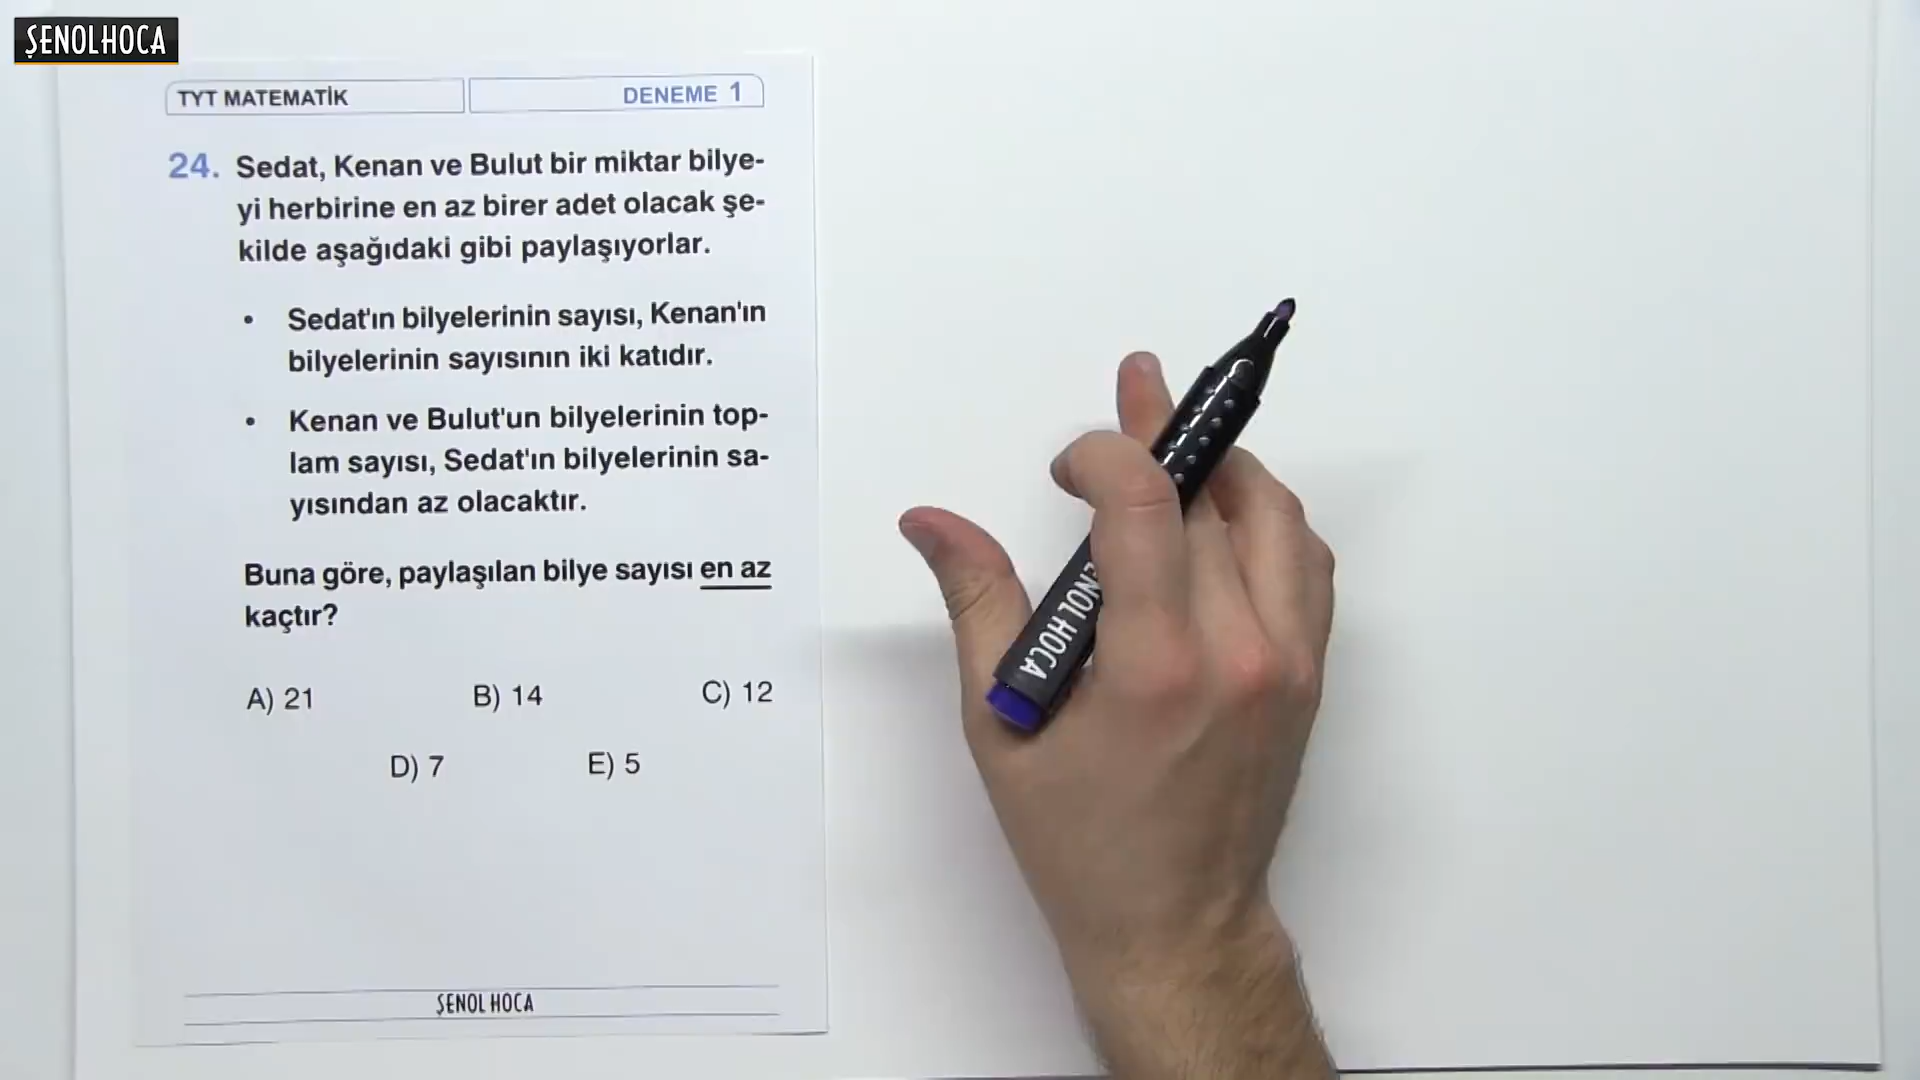 ŞENOLHOCA
TYT MATEMATİK
DENEME 1
24. Sedat, Kenan ve Bulut bir miktar bilye-
yi herbirine en az birer adet olacak şe-
kilde aşağıdaki gibi paylaşıyorlar.
• Sedat'ın bilyelerinin sayısı, Kenan'ın
bilyelerinin sayısının iki katıdır.
• Kenan ve Bulut'un bilyelerinin top-
lam sayısı, Sedat'ın bilyelerinin sa-
yısından az olacaktır.
Buna göre, paylaşılan bilye sayısı en az
kaçtır?
A) 21 B) 14 C) 12
D) 7 E) 5
ŞENOL HOCA
ENOL HOCA